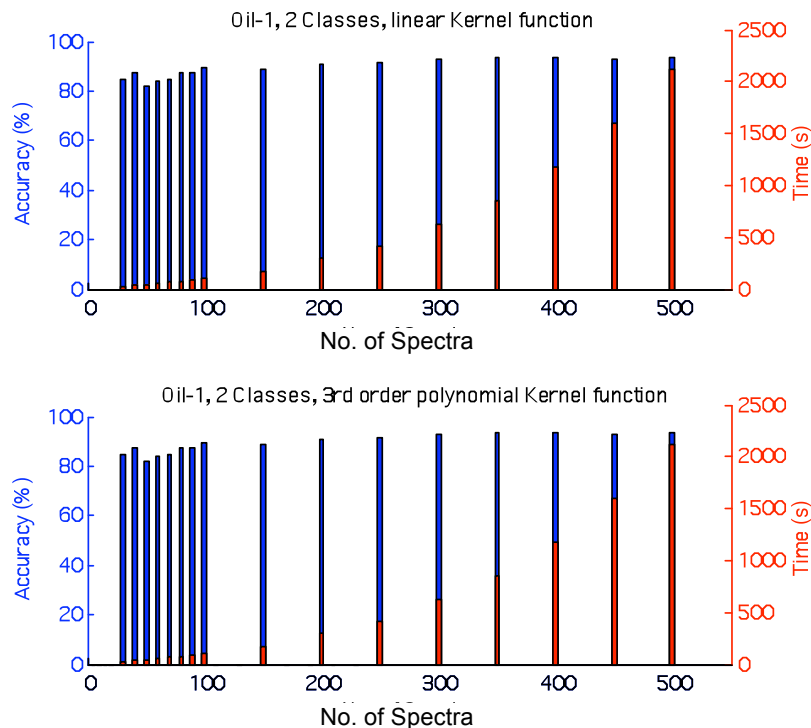 Oil-1, 2 Classes, linear Kernel function
100
80
60
40
20
0
Accuracy (%)
2500
2000
1500
1000
500
0
Time (s)
0 100 200 300 400 500
No. of Spectra
Oil-1, 2 Classes, 3rd order polynomial Kernel function
100
80
60
40
20
0
Accuracy (%)
2500
2000
1500
1000
500
0
Time (s)
0 100 200 300 400 500
No. of Spectra